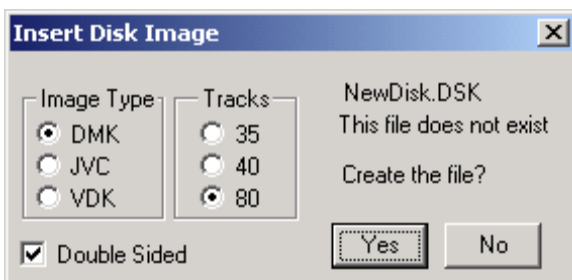 Insert Disk Image
Image Type
DMK
JVC
VDK
Tracks
35
40
80
Double Sided
NewDisk.DSK
This file does not exist
Create the file?
Yes
No